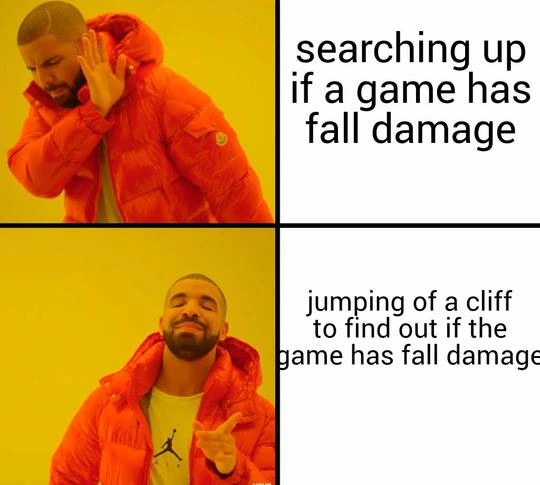 searching up
if a game has
fall damage
jumping of a cliff
to find out if the
game has fall damage